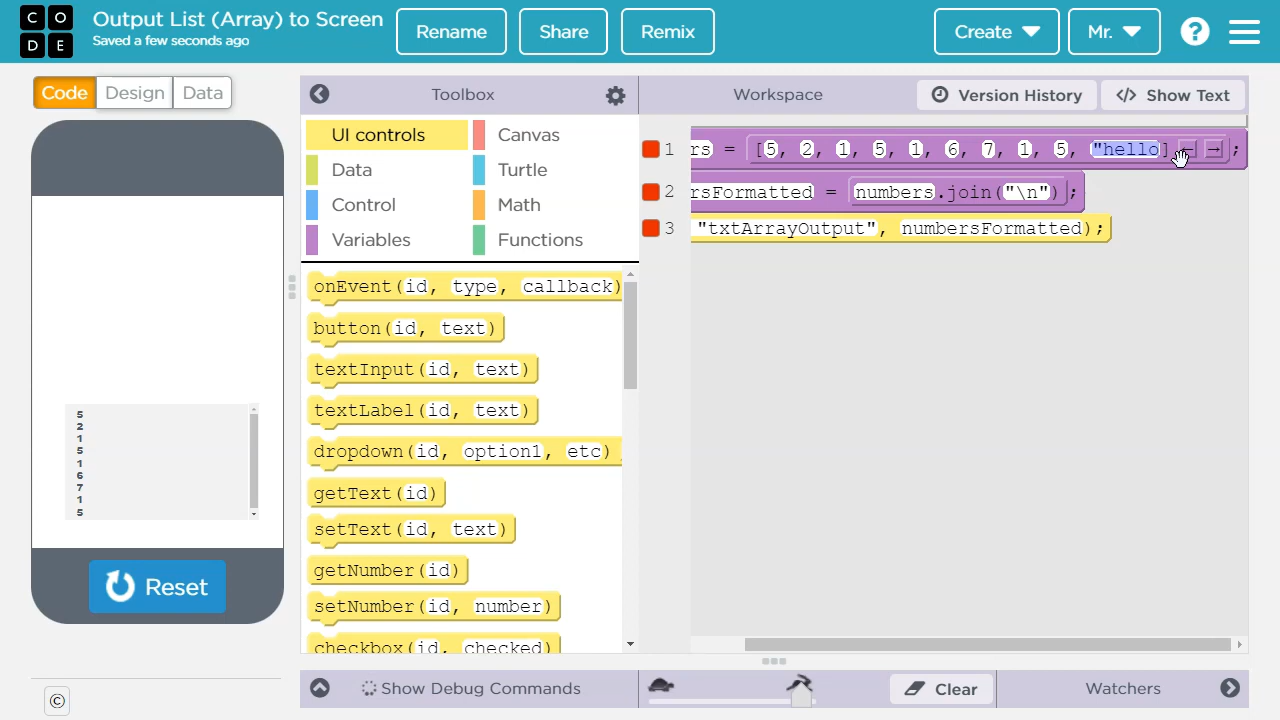 C O
D E
Output List (Array) to Screen
Saved a few seconds ago
Rename
Share
Remix
Create
Mr.
?
Code
Design
Data
Toolbox
Workspace
Version History
</> Show Text
UI controls
Canvas
Data
Turtle
Control
Math
Variables
Functions
onEvent(id, type, callback)
button(id, text)
textInput(id, text)
textLabel(id, text)
dropdown(id, option1, etc)
getText(id)
setText(id, text)
getNumber(id)
setNumber(id, number)
checkbox(id, checked)
1 rs = [5, 2, 1, 5, 1, 6, 7, 1, 5, "hello] ← → ;
2 rsFormatted = numbers.join("\n");
3 "txtArrayOutput", numbersFormatted);
5
2
1
5
1
6
7
1
5
Reset
©
Show Debug Commands
Clear
Watchers